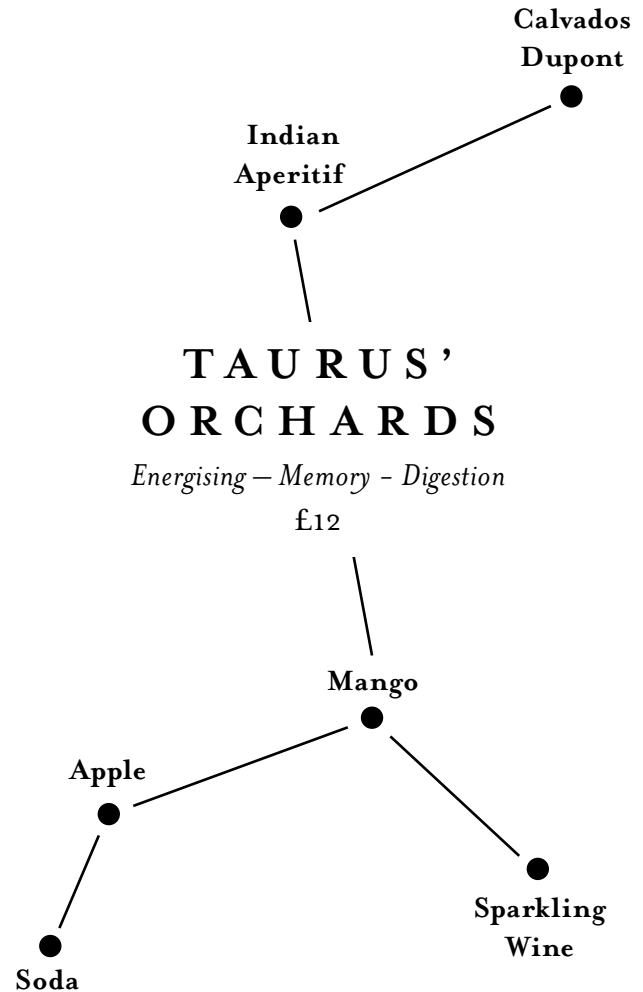 Calvados
Dupont
Indian
Aperitif
TAURUS’
ORCHARDS
Energising — Memory – Digestion
£12
Mango
Apple
Sparkling
Wine
Soda